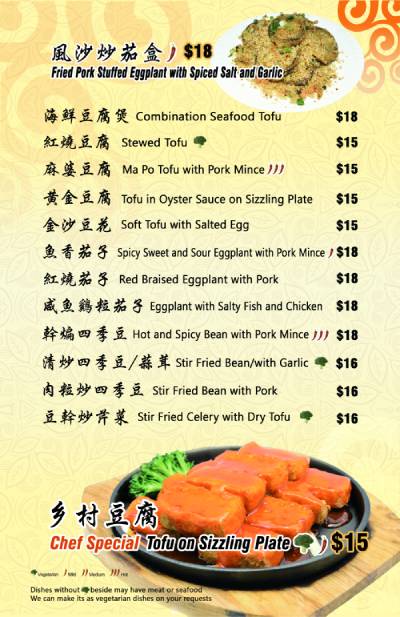 風沙炒茄盒 $18
Fried Pork Stuffed Eggplant with Spiced Salt and Garlic
海鮮豆腐煲 Combination Seafood Tofu $18
紅燒豆腐 Stewed Tofu $15
麻婆豆腐 Ma Po Tofu with Pork Mince $15
黃金豆腐 Tofu in Oyster Sauce on Sizzling Plate $15
金沙豆花 Soft Tofu with Salted Egg $15
魚香茄子 Spicy Sweet and Sour Eggplant with Pork Mince $18
紅燒茄子 Red Braised Eggplant with Pork $18
咸魚鷄粒茄子 Eggplant with Salty Fish and Chicken $18
幹煸四季豆 Hot and Spicy Bean with Pork Mince $18
清炒四季豆/蒜茸 Stir Fried Bean/with Garlic $16
肉粒炒四季豆 Stir Fried Bean with Pork $16
豆幹炒芹菜 Stir Fried Celery with Dry Tofu $16
乡村豆腐
Chef Special Tofu on Sizzling Plate $15
Vegetarian Mild Medium Hot
Dishes without beside may have meat or seafood
We can make its as vegetarian dishes on your requests